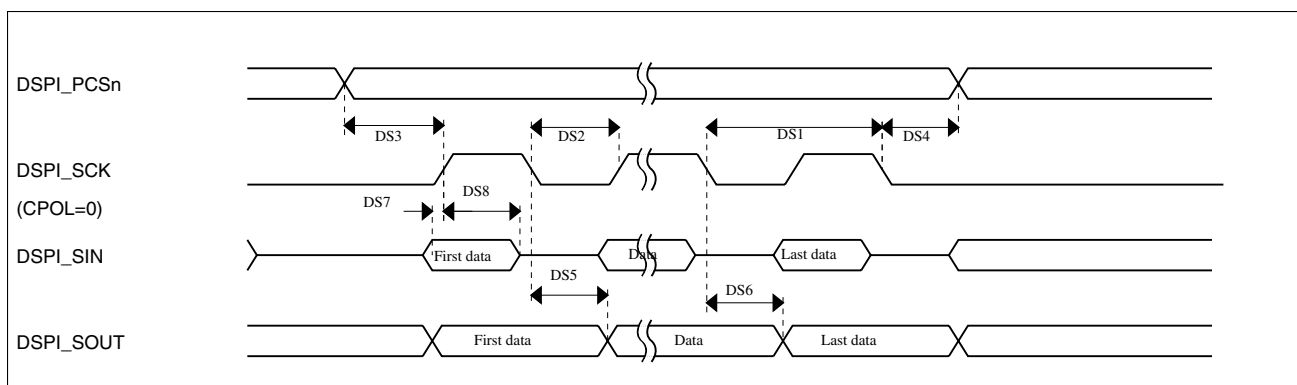 DSPI_PCSn
DS3
DS2
DS1
DS4
DSPI_SCK
DS7
DS8
(CPOL=0)
DSPI_SIN
First data
Data
Last data
DS5
DS6
DSPI_SOUT
First data
Data
Last data